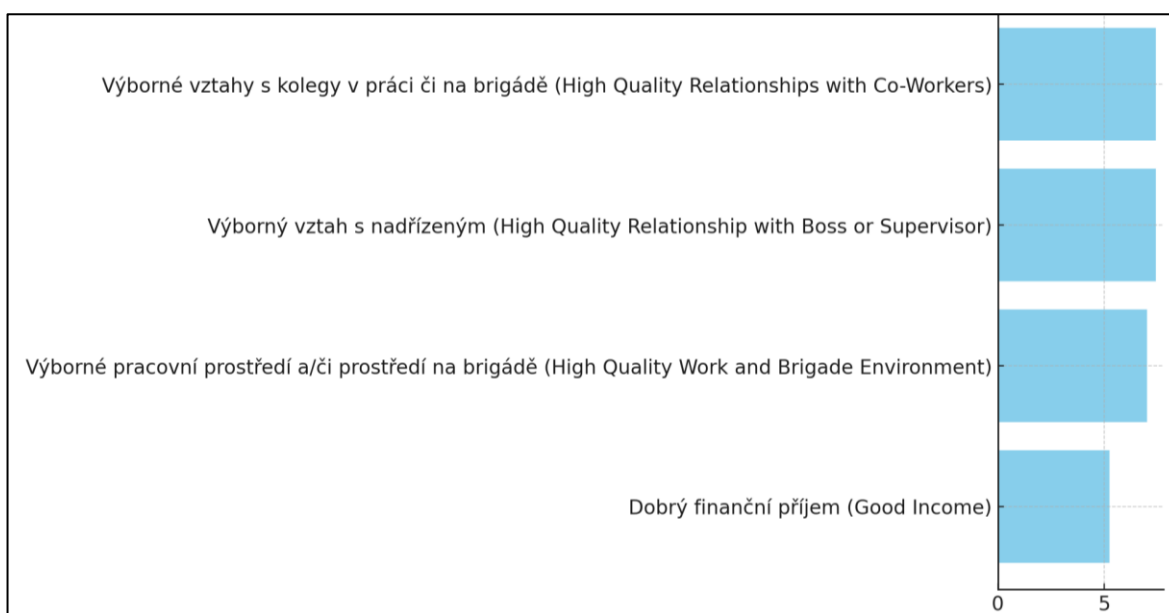 Výborné vztahy s kolegy v práci či na brigádě (High Quality Relationships with Co-Workers)
Výborný vztah s nadřízeným (High Quality Relationship with Boss or Supervisor)
Výborné pracovní prostředí a/či prostředí na brigádě (High Quality Work and Brigade Environment)
Dobrý finanční příjem (Good Income)
0 5